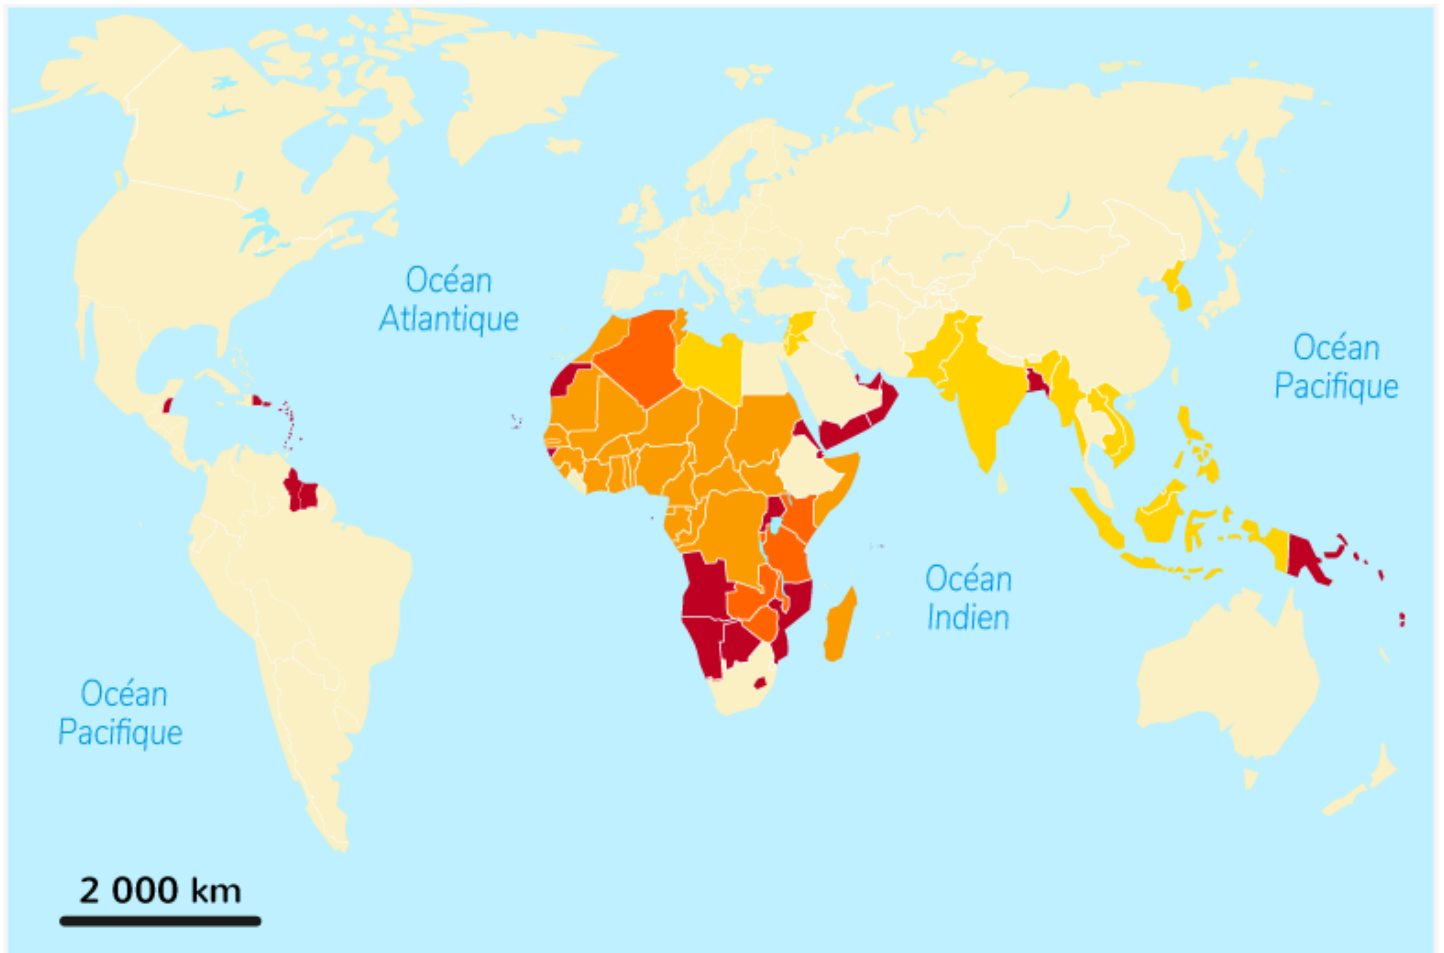 Océan
Atlantique
Océan
Pacifique
Océan
Indien
Océan
Pacifique
2 000 km